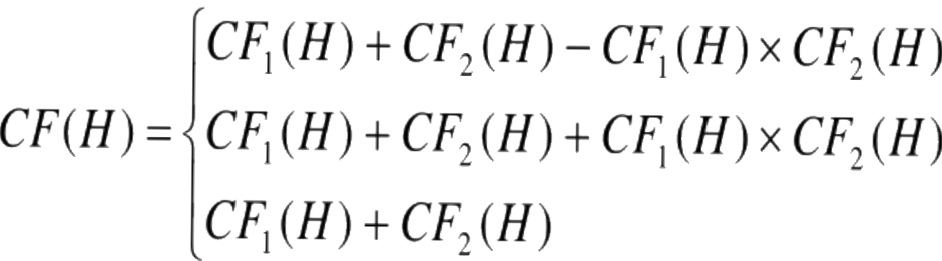 CF₁(H) + CF₂(H) − CF₁(H) × CF₂(H)
CF(H) = { CF₁(H) + CF₂(H) + CF₁(H) × CF₂(H)
CF₁(H) + CF₂(H)